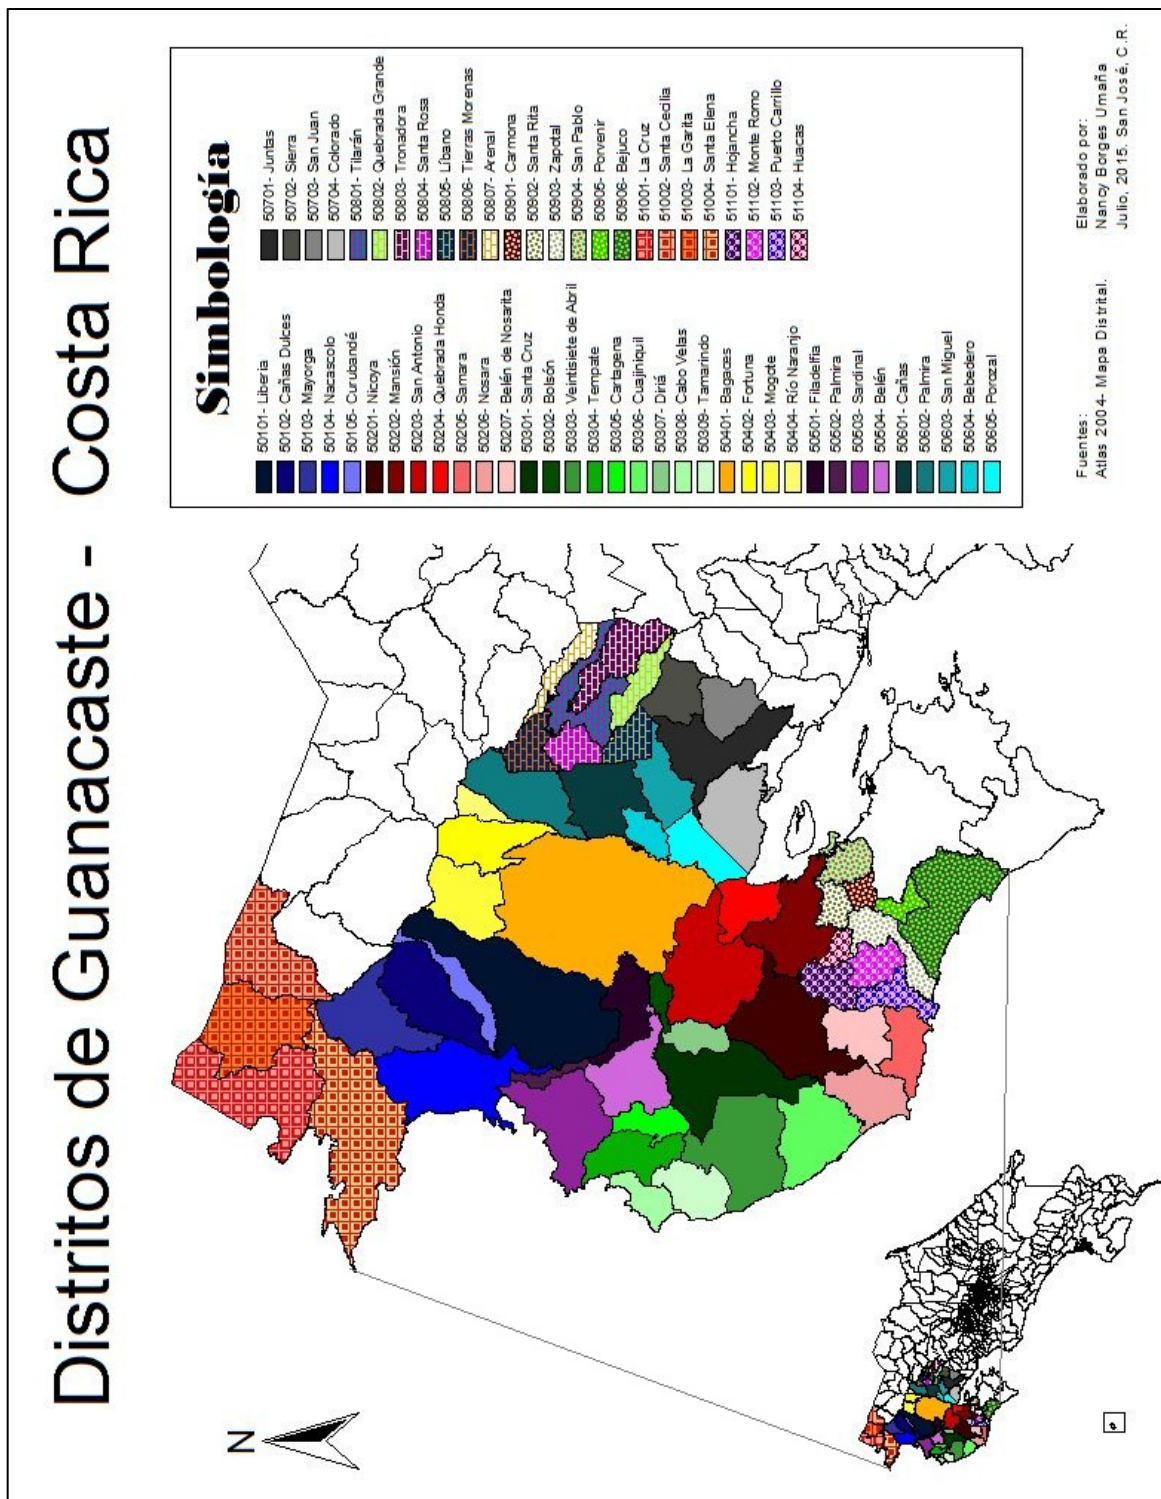 Distritos de Guanacaste - Costa Rica
N
Simbología
50101- Liberia
50102- Cañas Dulces
50103- Mayorga
50104- Nacascolo
50105- Curubandé
50201- Nicoya
50202- Mansión
50203- San Antonio
50204- Quebrada Honda
50205- Samara
50206- Nosara
50207- Belén de Nosarita
50301- Santa Cruz
50302- Bolsón
50303- Veintisiete de Abril
50304- Tempate
50305- Cartagena
50306- Cuajiniquil
50307- Diriá
50308- Cabo Velas
50309- Tamarindo
50401- Bagaces
50402- Fortuna
50403- Mogote
50404- Río Naranjo
50501- Filadelfia
50502- Palmira
50503- Sardinal
50504- Belén
50601- Cañas
50602- Palmira
50603- San Miguel
50604- Bebedero
50605- Porozal
50701- Juntas
50702- Sierra
50703- San Juan
50704- Colorado
50801- Tilarán
50802- Quebrada Grande
50803- Tronadora
50804- Santa Rosa
50805- Líbano
50806- Tierras Morenas
50807- Arenal
50901- Carmona
50902- Santa Rita
50903- Zapotal
50904- San Pablo
50905- Porvenir
50906- Bejuco
51001- La Cruz
51002- Santa Cecilia
51003- La Garita
51004- Santa Elena
51101- Hojancha
51102- Monte Romo
51103- Puerto Carrillo
51104- Huacas
Fuentes:
Atlas 2004- Mapa Distrital.
Elaborado por:
Nancy Borges Umaña
Julio, 2015. San José, C.R.